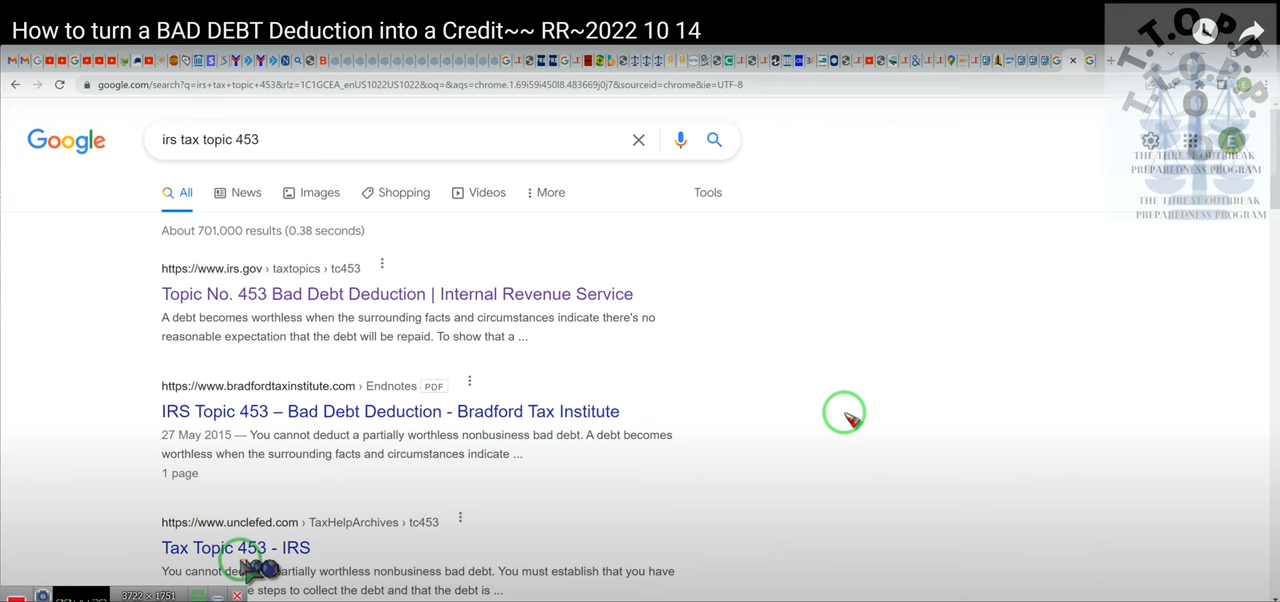 How to turn a BAD DEBT Deduction into a Credit~~ RR~2022 10 14
T.T.O.P.P.
google.com/search?q=irs+tax+topic+453&rlz=1C1GCEA_enUS1022US1022&oq=&aqs=chrome.1.69i59i450l8.483669j0j7&sourceid=chrome&ie=UTF-8
Google
irs tax topic 453
E
THE THREAT OUTBREAK
PREPAREDNESS PROGRAM
All News Images Shopping Videos More Tools
THE THREAT OUTBREAK
PREPAREDNESS PROGRAM
About 701,000 results (0.38 seconds)
https://www.irs.gov › taxtopics › tc453
Topic No. 453 Bad Debt Deduction | Internal Revenue Service
A debt becomes worthless when the surrounding facts and circumstances indicate there's no
reasonable expectation that the debt will be repaid. To show that a ...
https://www.bradfordtaxinstitute.com › Endnotes PDF
IRS Topic 453 – Bad Debt Deduction - Bradford Tax Institute
27 May 2015 — You cannot deduct a partially worthless nonbusiness bad debt. A debt becomes
worthless when the surrounding facts and circumstances indicate ...
1 page
https://www.unclefed.com › TaxHelpArchives › tc453
Tax Topic 453 - IRS
You cannot partially worthless nonbusiness bad debt. You must establish that you have
steps to collect the debt and that the debt is ...
3722 × 1751